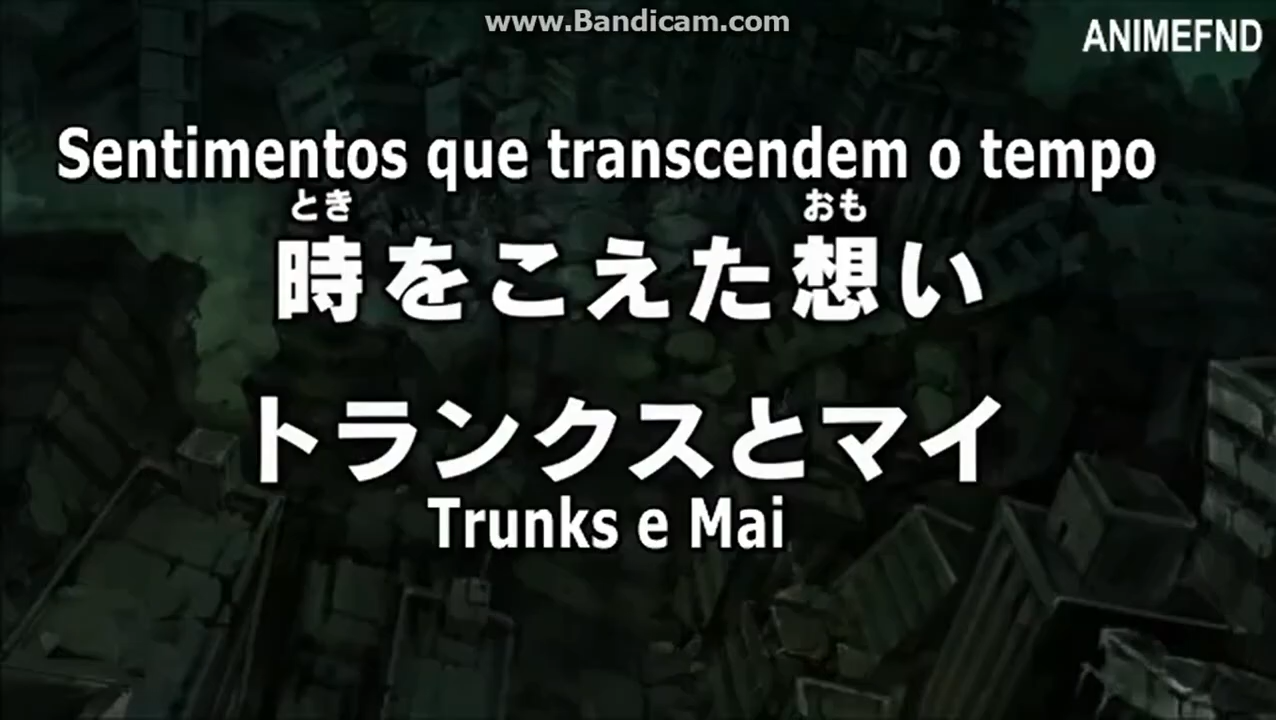 www.Bandicam.com
ANIMEFND
Sentimentos que transcendem o tempo
とき おも
時をこえた想い
トランクスとマイ
Trunks e Mai